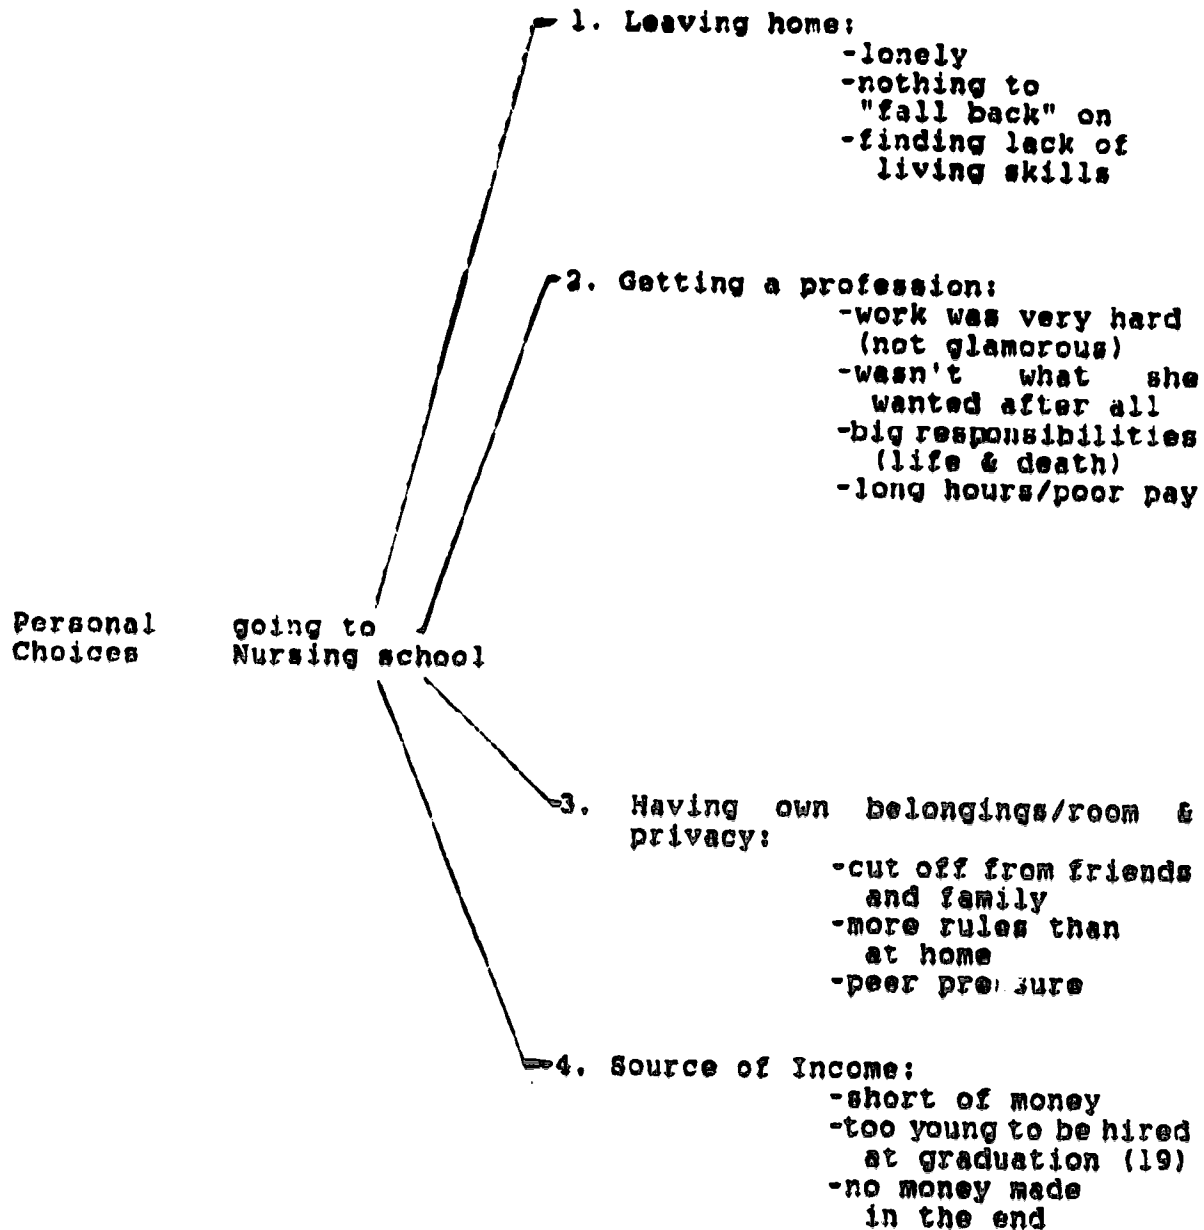 1. Leaving home:
-lonely
-nothing to
"fall back" on
-finding lack of
living skills
2. Getting a profession:
-work was very hard
(not glamorous)
-wasn't what she
wanted after all
-big responsibilities
(life & death)
-long hours/poor pay
Personal going to
Choices Nursing school
3. Having own belongings/room &
privacy:
-cut off from friends
and family
-more rules than
at home
-peer pressure
4. Source of Income:
-short of money
-too young to be hired
at graduation (19)
-no money made
in the end